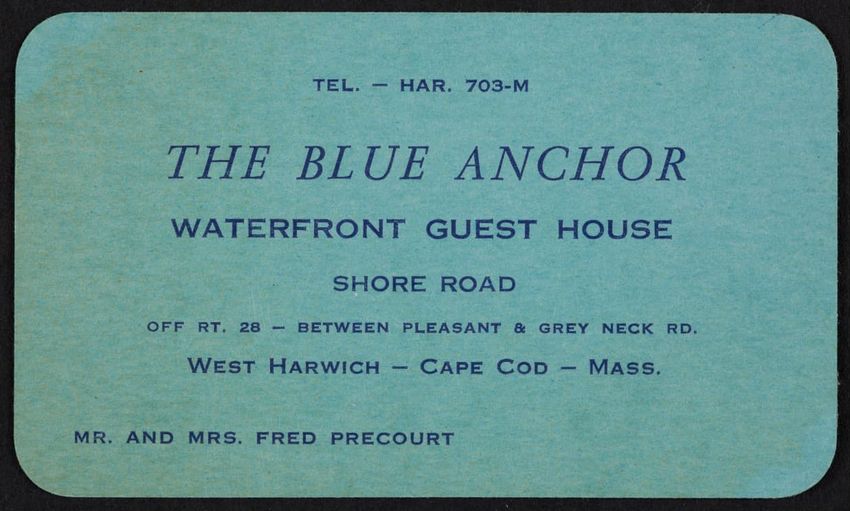 TEL. — HAR. 703-M
THE BLUE ANCHOR
WATERFRONT GUEST HOUSE
SHORE ROAD
OFF RT. 28 — BETWEEN PLEASANT & GREY NECK RD.
WEST HARWICH — CAPE COD — MASS.
MR. AND MRS. FRED PRECOURT